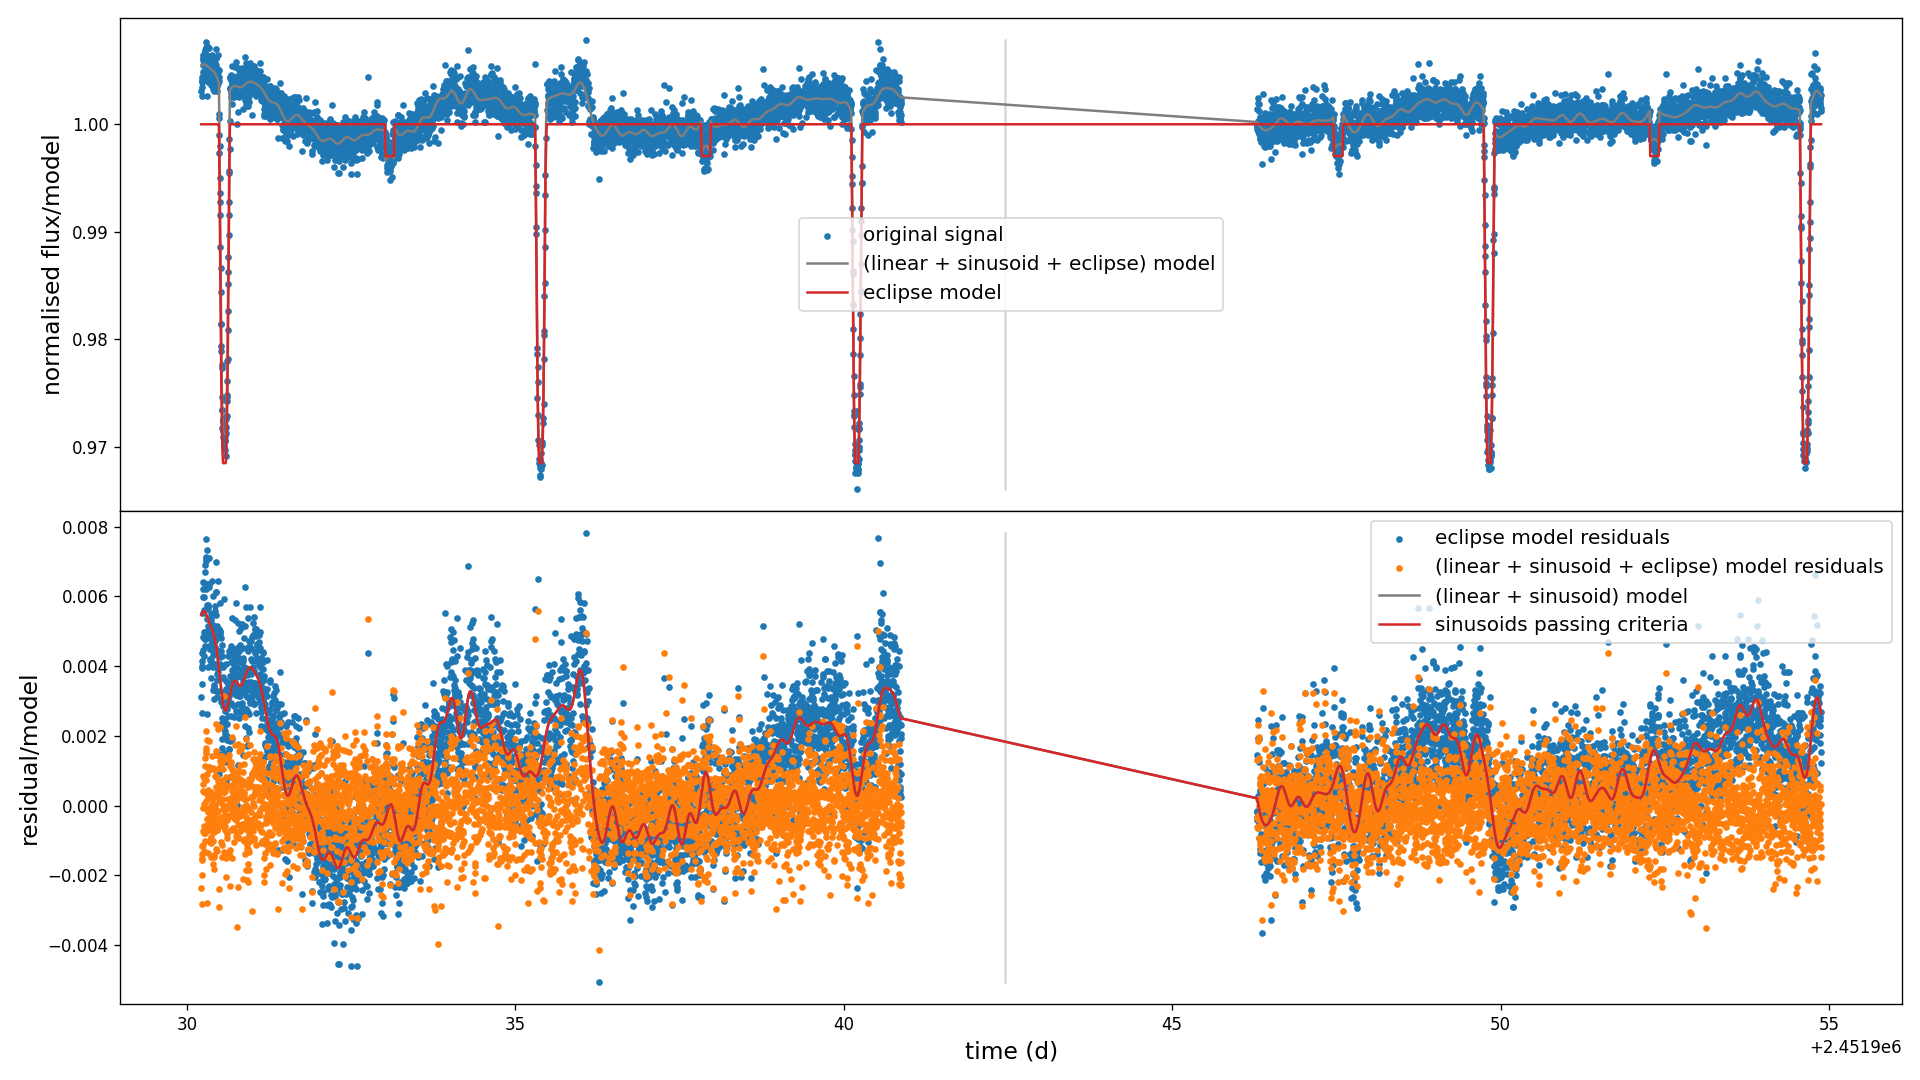 normalised flux/model
1.00
0.99
0.98
0.97
original signal
(linear + sinusoid + eclipse) model
eclipse model
residual/model
0.008
0.006
0.004
0.002
0.000
−0.002
−0.004
eclipse model residuals
(linear + sinusoid + eclipse) model residuals
(linear + sinusoid) model
sinusoids passing criteria
30 35 40 45 50 55
time (d)
+2.4519e6